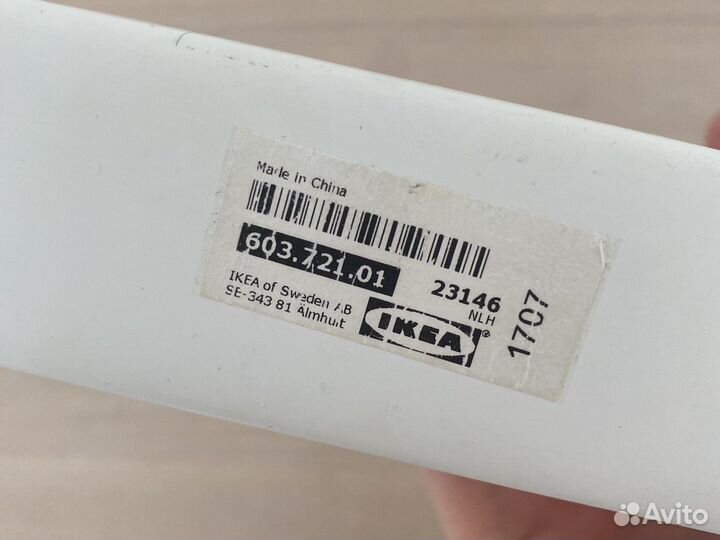 Made in China
603.721.01
23146
NLH
IKEA of Sweden AB
SE-343 81 Älmhult
IKEA®
1707
Avito